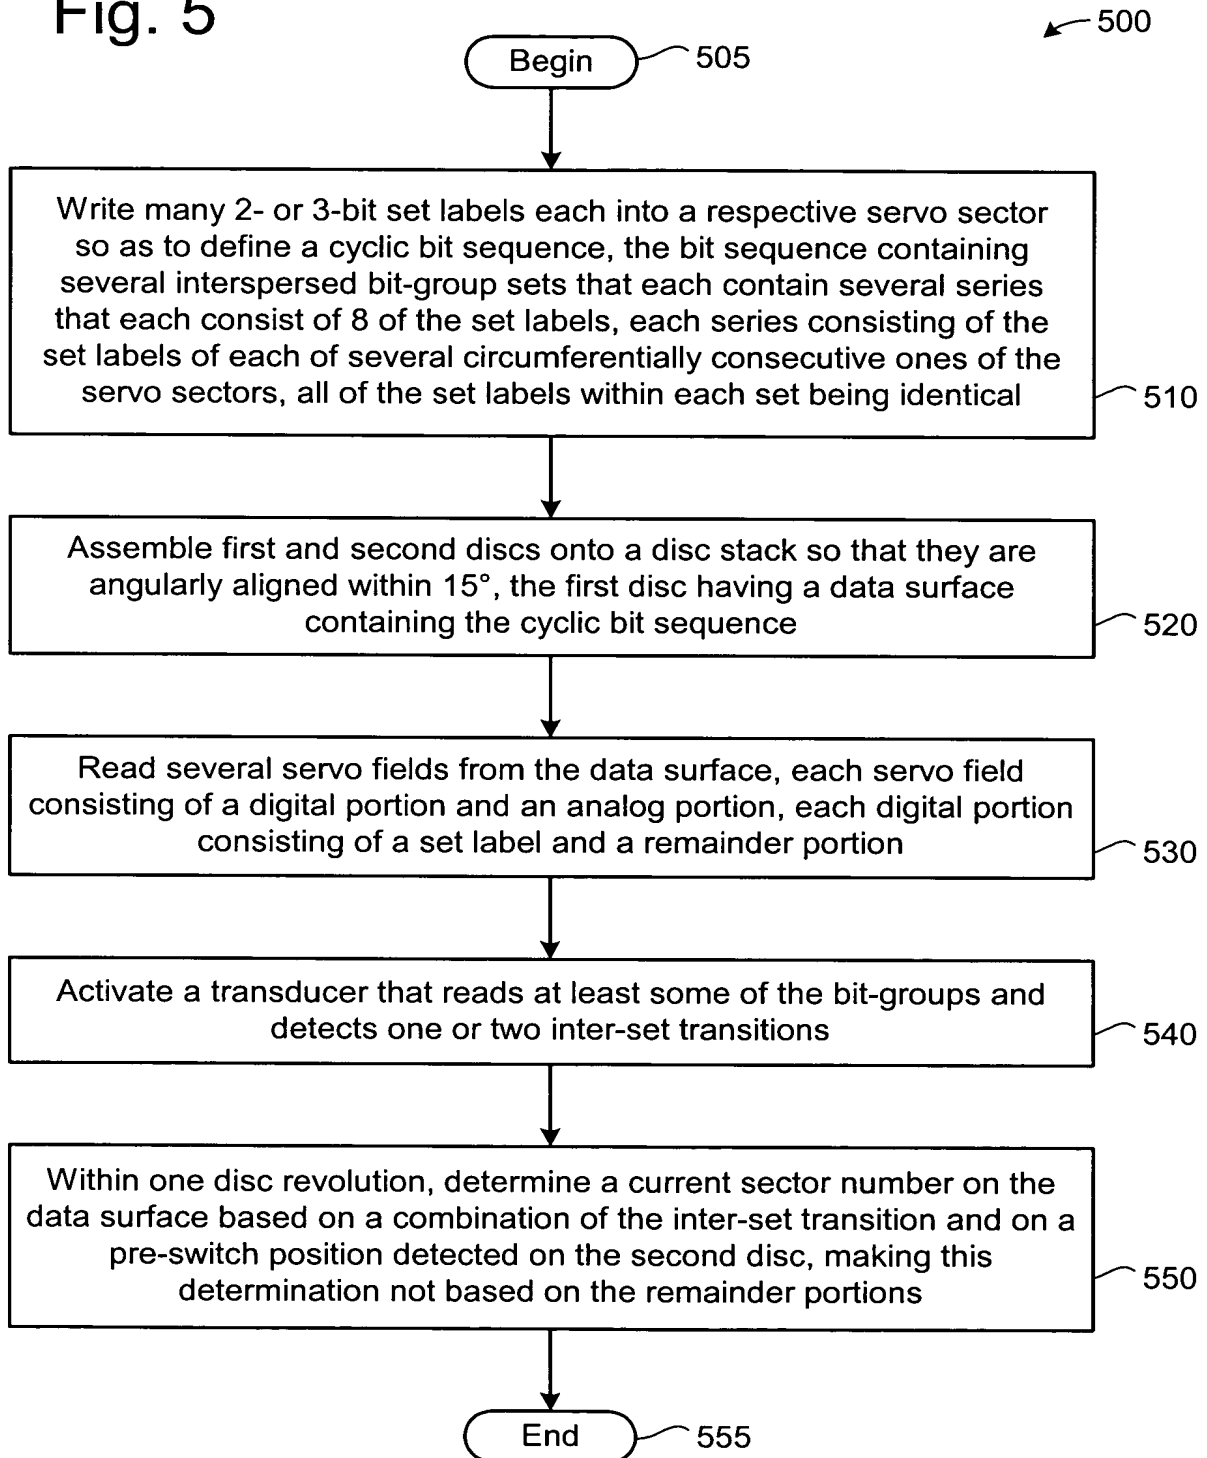 Fig. 5
500
Begin
505
Write many 2- or 3-bit set labels each into a respective servo sector
so as to define a cyclic bit sequence, the bit sequence containing
several interspersed bit-group sets that each contain several series
that each consist of 8 of the set labels, each series consisting of the
set labels of each of several circumferentially consecutive ones of the
servo sectors, all of the set labels within each set being identical
510
Assemble first and second discs onto a disc stack so that they are
angularly aligned within 15°, the first disc having a data surface
containing the cyclic bit sequence
520
Read several servo fields from the data surface, each servo field
consisting of a digital portion and an analog portion, each digital portion
consisting of a set label and a remainder portion
530
Activate a transducer that reads at least some of the bit-groups and
detects one or two inter-set transitions
540
Within one disc revolution, determine a current sector number on the
data surface based on a combination of the inter-set transition and on a
pre-switch position detected on the second disc, making this
determination not based on the remainder portions
550
End
555